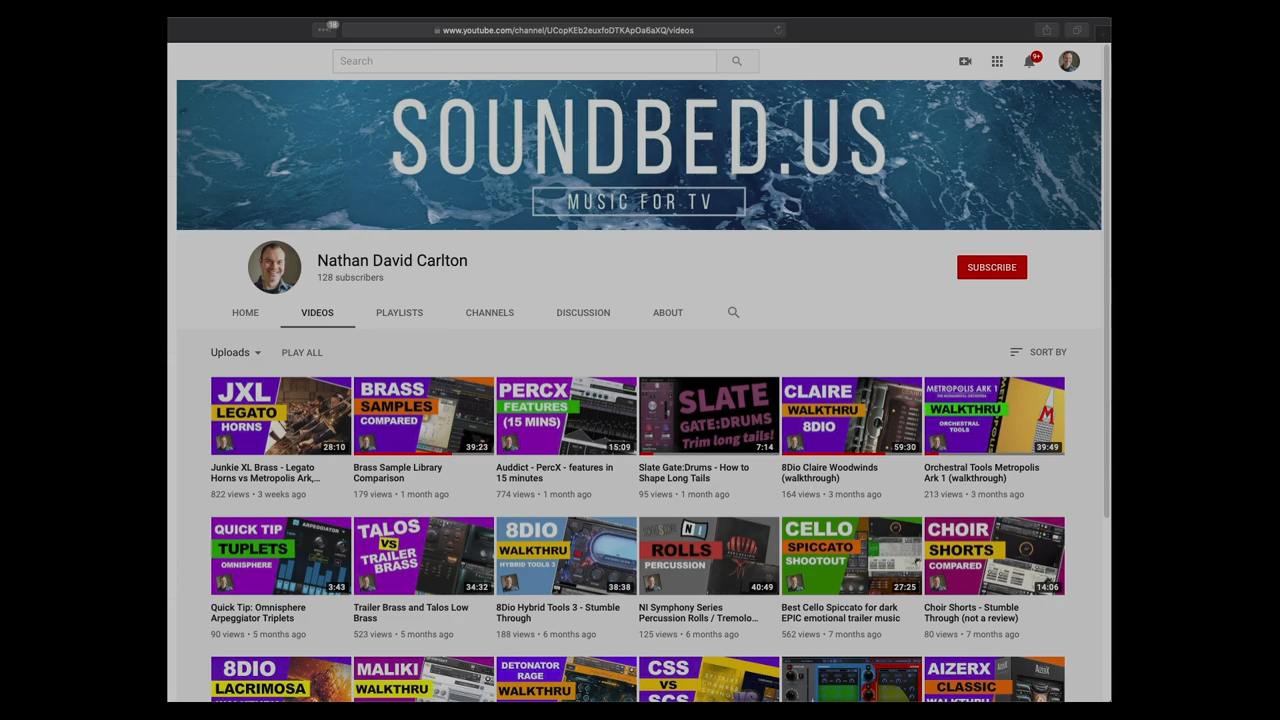 18
www.youtube.com/channel/UCopKEb2euxfoDTKApOa6aXQ/videos
Search
9+
SOUNDBED.US
MUSIC FOR TV
Nathan David Carlton
128 subscribers
SUBSCRIBE
HOME VIDEOS PLAYLISTS CHANNELS DISCUSSION ABOUT
Uploads PLAY ALL SORT BY
JXL
LEGATO
HORNS
28:10
BRASS
SAMPLES
COMPARED
39:23
PERCX
FEATURES
(15 MINS)
15:09
SLATE
GATE:DRUMS
Trim long tails!
7:14
CLAIRE
WALKTHRU
8DIO
59:30
METROPOLIS ARK 1
WALKTHRU
ORCHESTRAL
TOOLS
M
39:49
Junkie XL Brass - Legato
Horns vs Metropolis Ark,...
822 views • 3 weeks ago
Brass Sample Library
Comparison
179 views • 1 month ago
Auddict - PercX - features in
15 minutes
774 views • 1 month ago
Slate Gate:Drums - How to
Shape Long Tails
95 views • 1 month ago
8Dio Claire Woodwinds
(walkthrough)
164 views • 3 months ago
Orchestral Tools Metropolis
Ark 1 (walkthrough)
213 views • 3 months ago
QUICK TIP
TUPLETS
OMNISPHERE
ARPEGGIATOR
3:43
TALOS
VS
TRAILER
BRASS
34:32
8DIO
WALKTHRU
HYBRID TOOLS 3
38:38
NI
ROLLS
PERCUSSION
40:49
CELLO
SPICCATO
SHOOTOUT
27:25
CHOIR
SHORTS
COMPARED
14:06
Quick Tip: Omnisphere
Arpeggiator Triplets
90 views • 5 months ago
Trailer Brass and Talos Low
Brass
523 views • 5 months ago
8Dio Hybrid Tools 3 - Stumble
Through
188 views • 6 months ago
NI Symphony Series
Percussion Rolls / Tremolo...
125 views • 6 months ago
Best Cello Spiccato for dark
EPIC emotional trailer music
562 views • 7 months ago
Choir Shorts - Stumble
Through (not a review)
80 views • 7 months ago
8DIO
LACRIMOSA
MALIKI
WALKTHRU
DETONATOR
RAGE
WALKTHRU
CSS
VS
SCS
AIZERX
CLASSIC